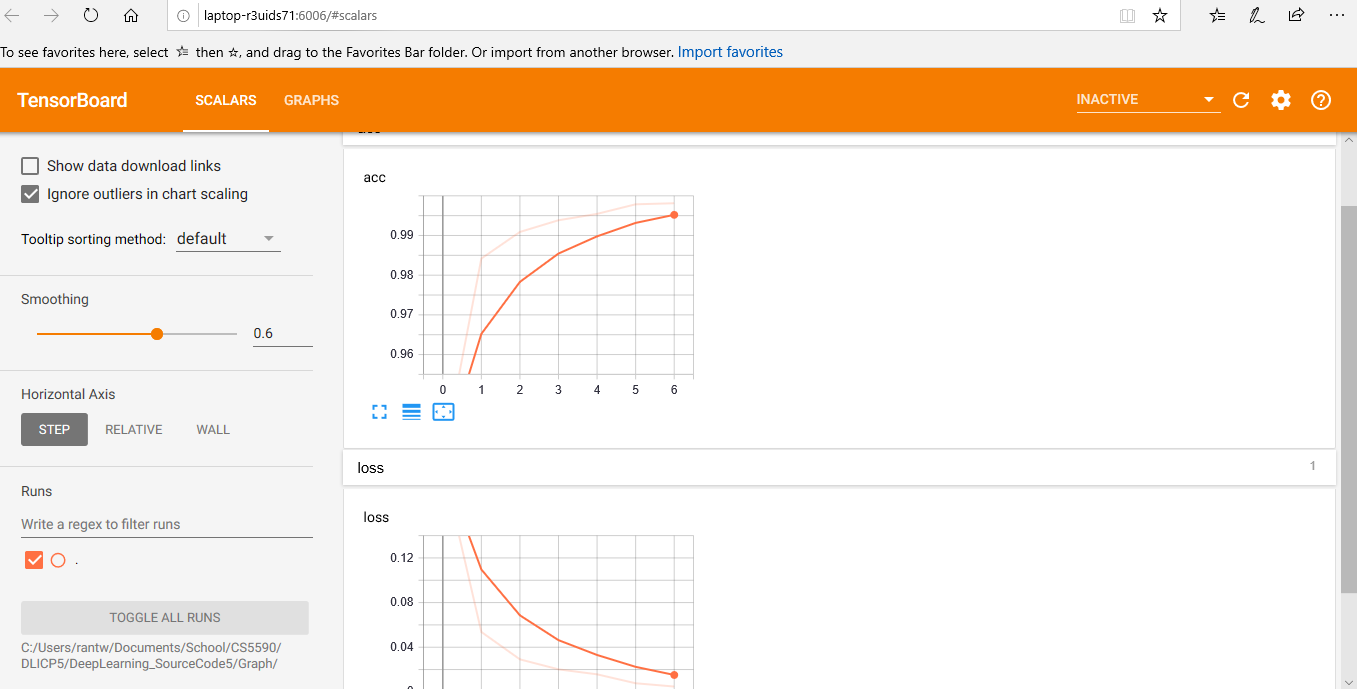 laptop-r3uids71:6006/#scalars
To see favorites here, select then , and drag to the Favorites Bar folder. Or import from another browser. Import favorites
TensorBoard SCALARS GRAPHS INACTIVE
Show data download links
Ignore outliers in chart scaling
Tooltip sorting method: default
Smoothing
0.6
Horizontal Axis
STEP RELATIVE WALL
Runs
Write a regex to filter runs
.
TOGGLE ALL RUNS
C:/Users/rantw/Documents/School/CS5590/
DLICP5/DeepLearning_SourceCode5/Graph/
acc
0.99
0.98
0.97
0.96
0 1 2 3 4 5 6
loss 1
loss
0.12
0.08
0.04